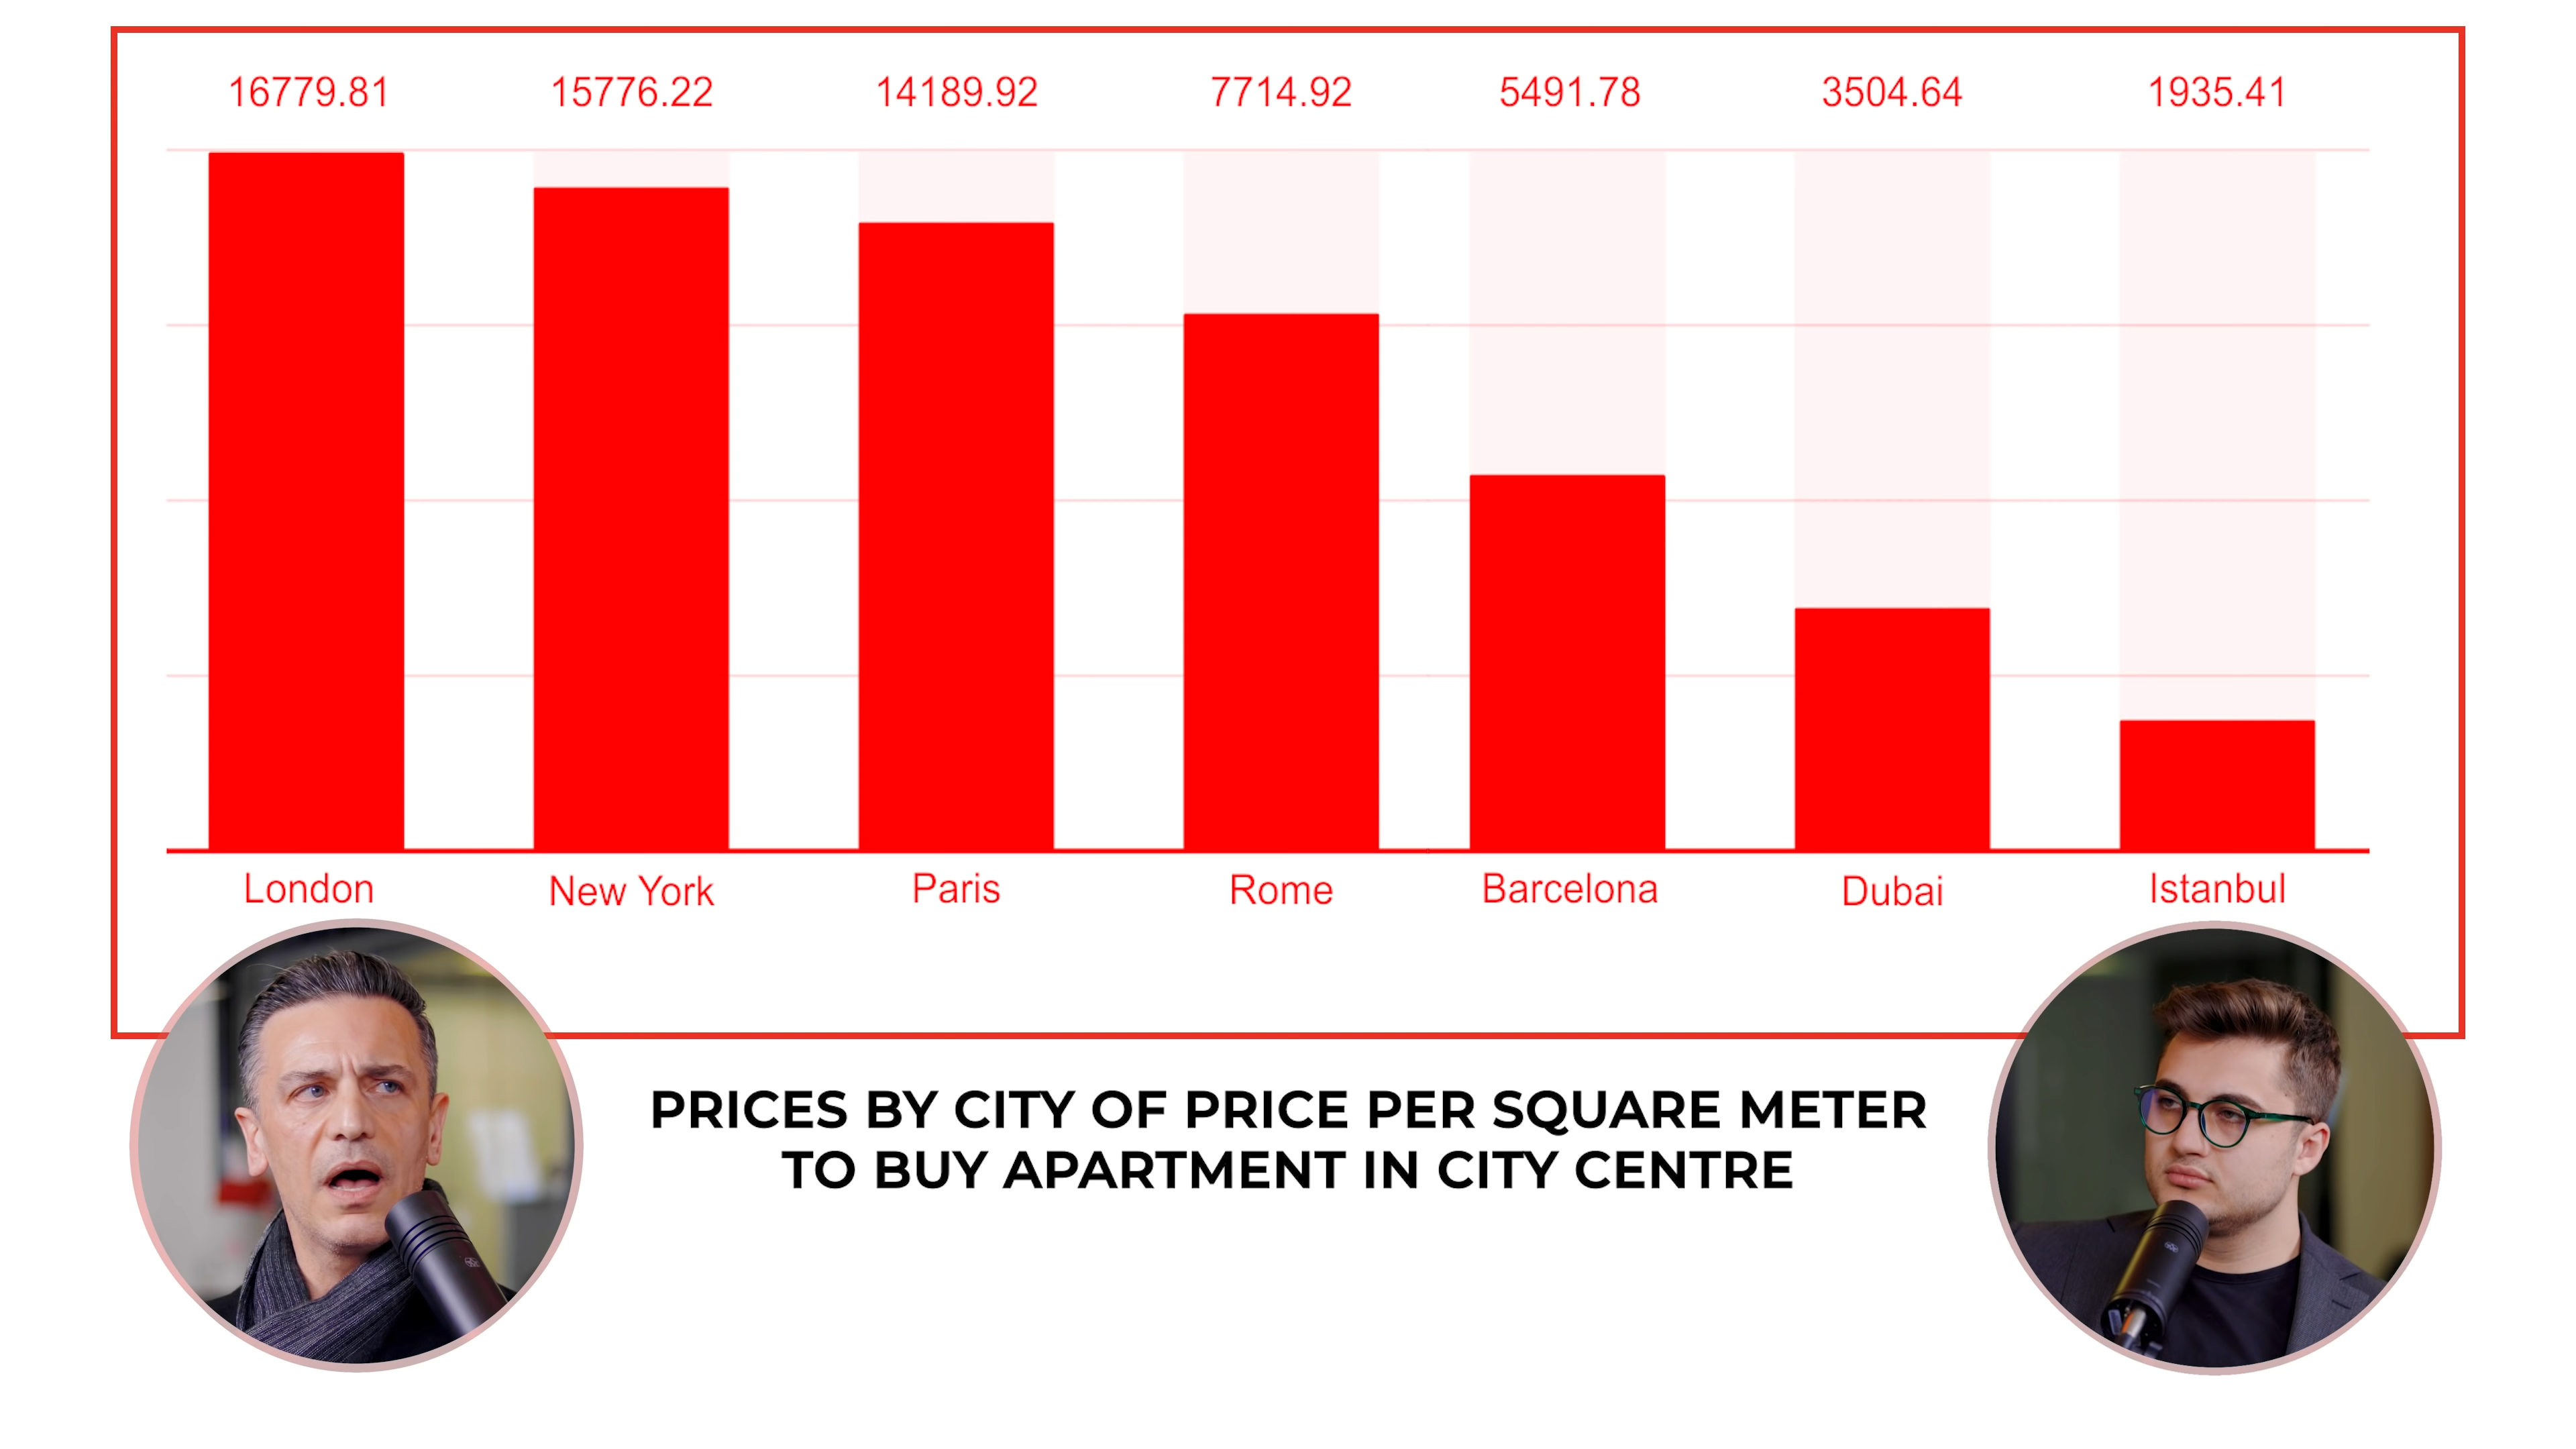 16779.81 15776.22 14189.92 7714.92 5491.78 3504.64 1935.41
London New York Paris Rome Barcelona Dubai Istanbul
PRICES BY CITY OF PRICE PER SQUARE METER
TO BUY APARTMENT IN CITY CENTRE